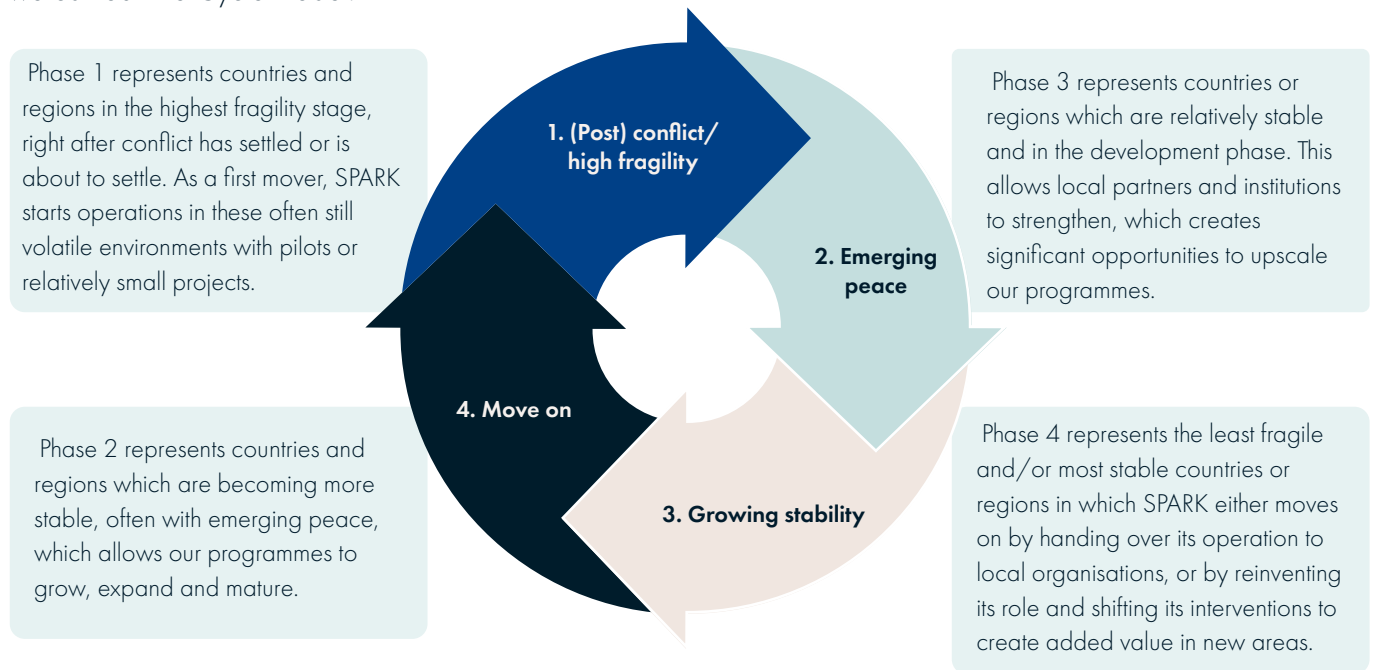 Phase 1 represents countries and
regions in the highest fragility stage,
right after conflict has settled or is
about to settle. As a first mover, SPARK
starts operations in these often still
volatile environments with pilots or
relatively small projects.
Phase 2 represents countries and
regions which are becoming more
stable, often with emerging peace,
which allows our programmes to
grow, expand and mature.
1. (Post) conflict/
high fragility
2. Emerging
peace
3. Growing stability
4. Move on
Phase 3 represents countries or
regions which are relatively stable
and in the development phase. This
allows local partners and institutions
to strengthen, which creates
significant opportunities to upscale
our programmes.
Phase 4 represents the least fragile
and/or most stable countries or
regions in which SPARK either moves
on by handing over its operation to
local organisations, or by reinventing
its role and shifting its interventions to
create added value in new areas.